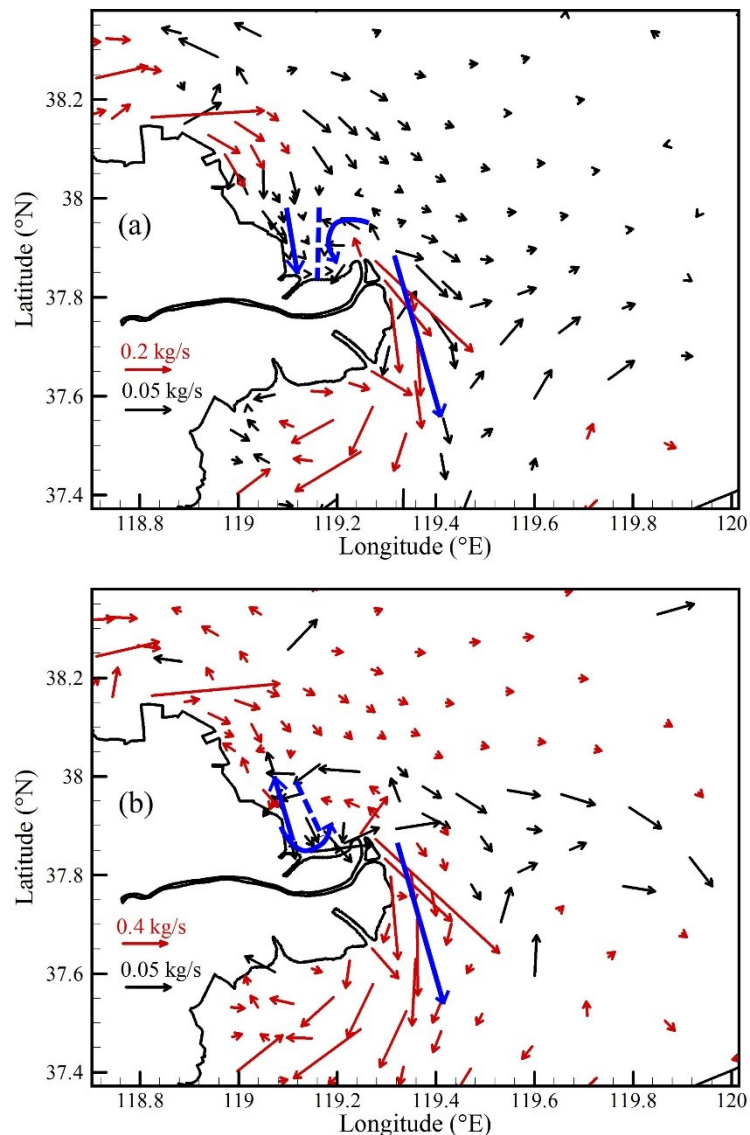 38.2
38
(a)
37.8
0.2 kg/s
0.05 kg/s
37.6
37.4
Latitude (°N)
118.8 119 119.2 119.4 119.6 119.8 120
Longitude (°E)
38.2
38
(b)
37.8
0.4 kg/s
0.05 kg/s
37.6
37.4
Latitude (°N)
118.8 119 119.2 119.4 119.6 119.8 120
Longitude (°E)